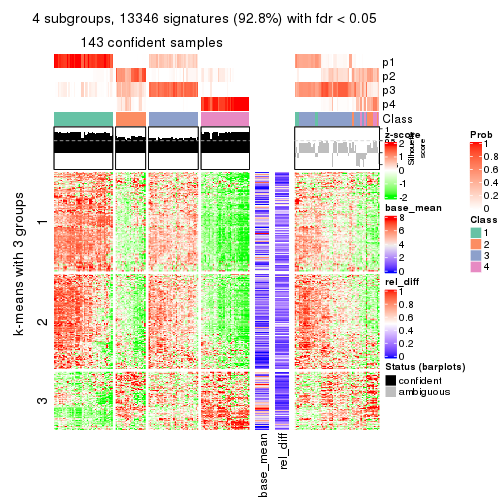 4 subgroups, 13346 signatures (92.8%) with fdr < 0.05
143 confident samples
p1
p2
p3
p4
Class
1
Silhouette
score
k-means with 3 groups
1
2
3
base_mean
rel_diff
z-score
2
1
0
-1
-2
base_mean
8
6
4
2
0
rel_diff
1
0.8
0.6
0.4
0.2
0
Status (barplots)
confident
ambiguous
Prob
1
0.8
0.6
0.4
0.2
0
Class
1
2
3
4